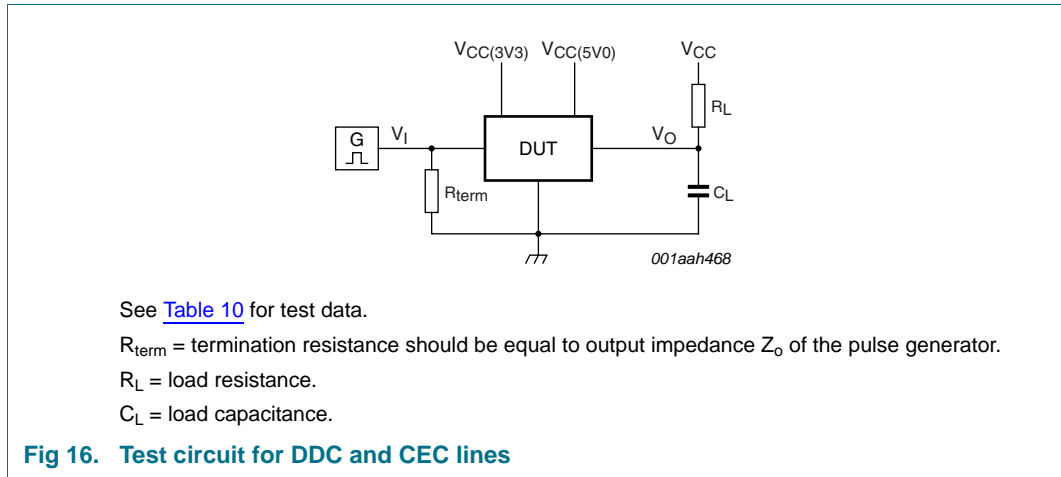 VCC(3V3) VCC(5V0) VCC
RL
G VI DUT VO
Rterm CL
001aah468
See Table 10 for test data.
Rterm = termination resistance should be equal to output impedance Zo of the pulse generator.
RL = load resistance.
CL = load capacitance.
Fig 16. Test circuit for DDC and CEC lines